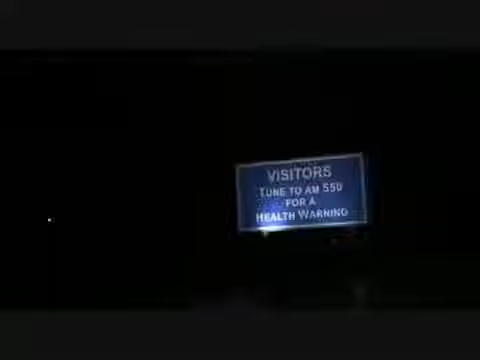 VISITORS
TUNE TO AM 550
FOR A
HEALTH WARNING